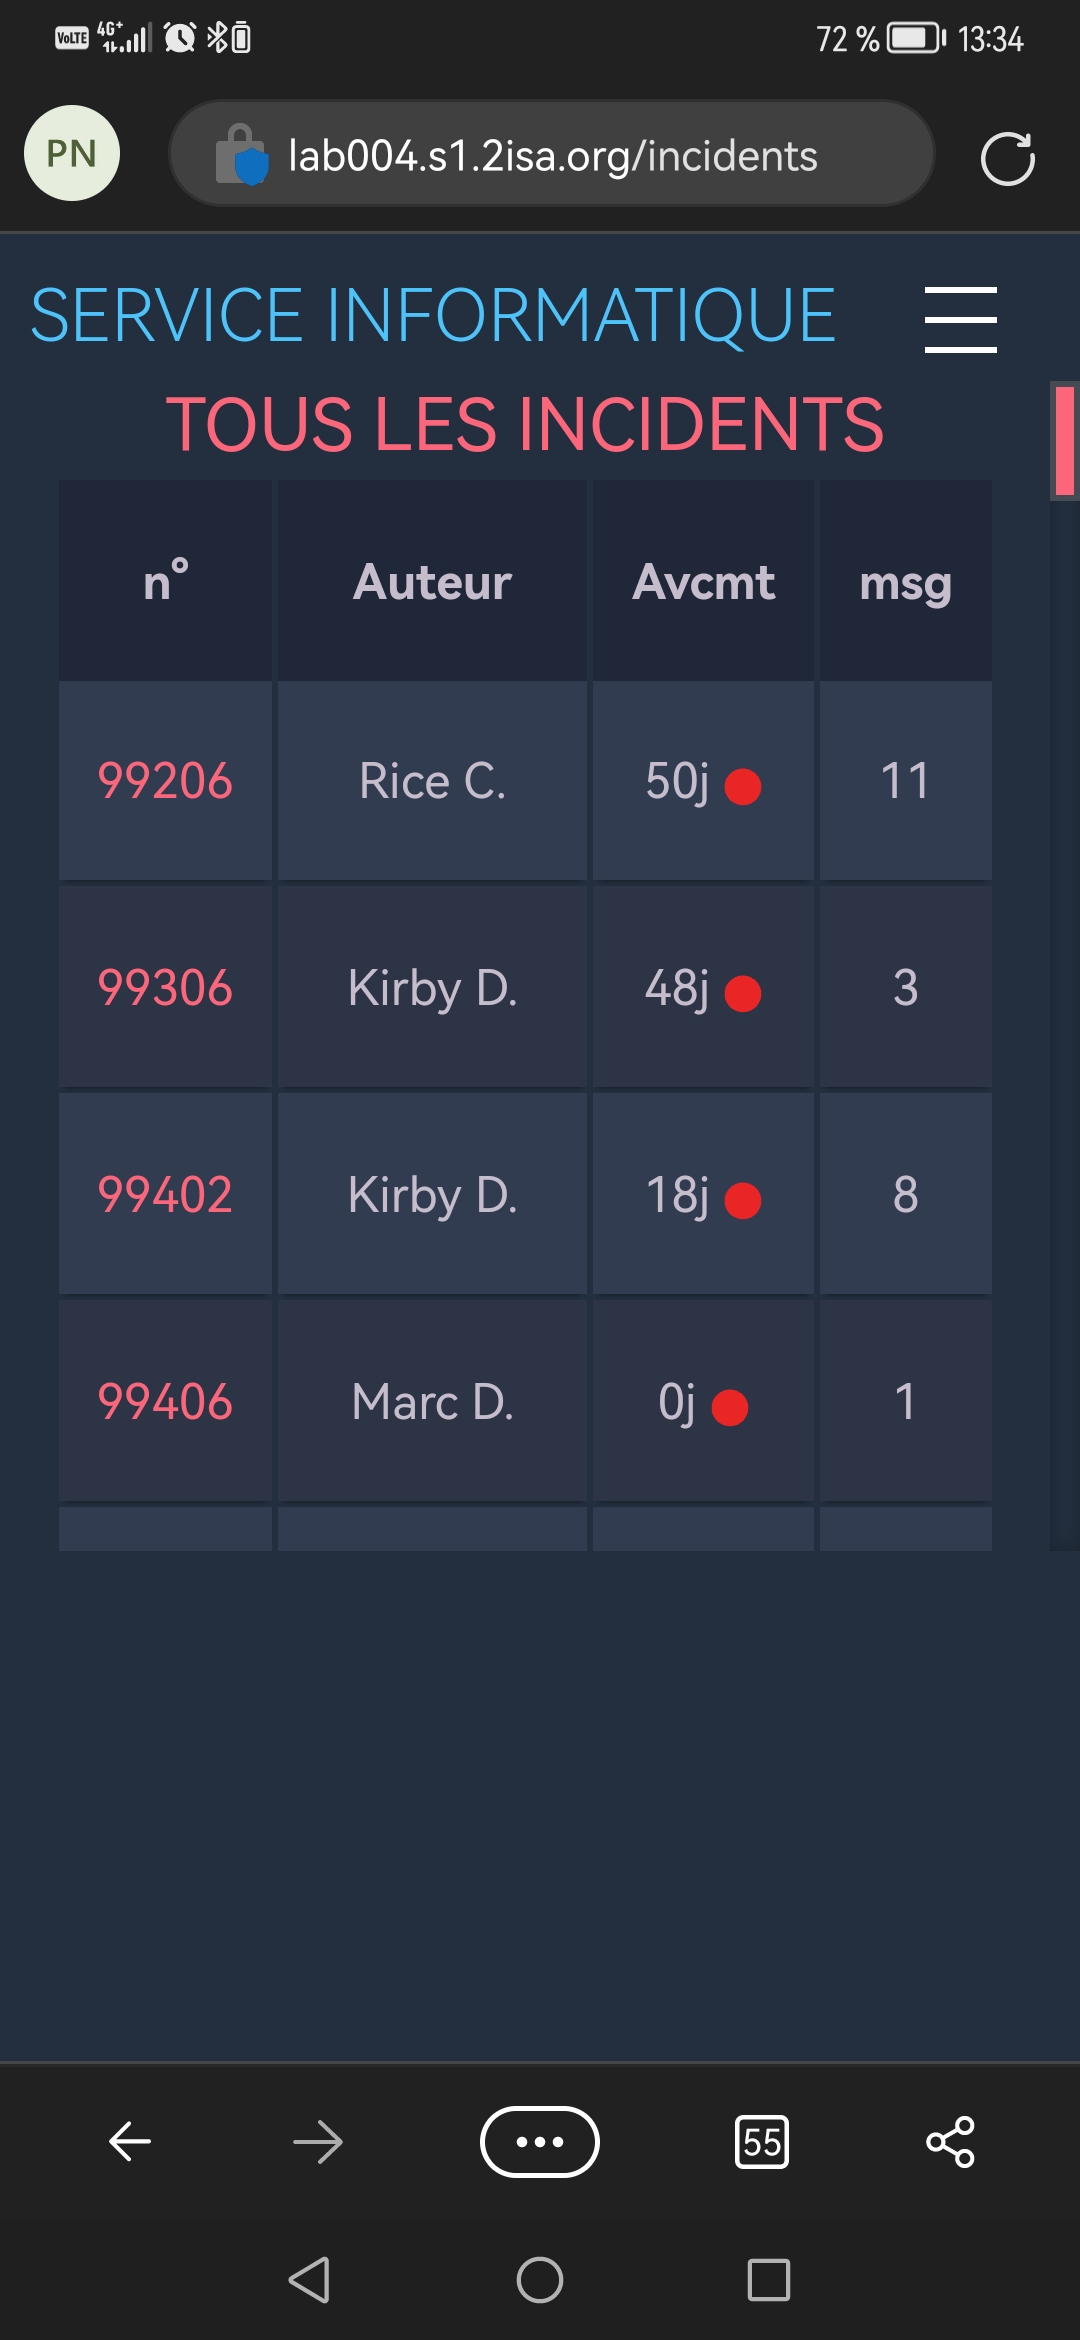 VoLTE 4G+ 72 % 13:34
PN lab004.s1.2isa.org/incidents
SERVICE INFORMATIQUE
TOUS LES INCIDENTS
n° Auteur Avcmt msg
99206 Rice C. 50j 11
99306 Kirby D. 48j 3
99402 Kirby D. 18j 8
99406 Marc D. 0j 1
55